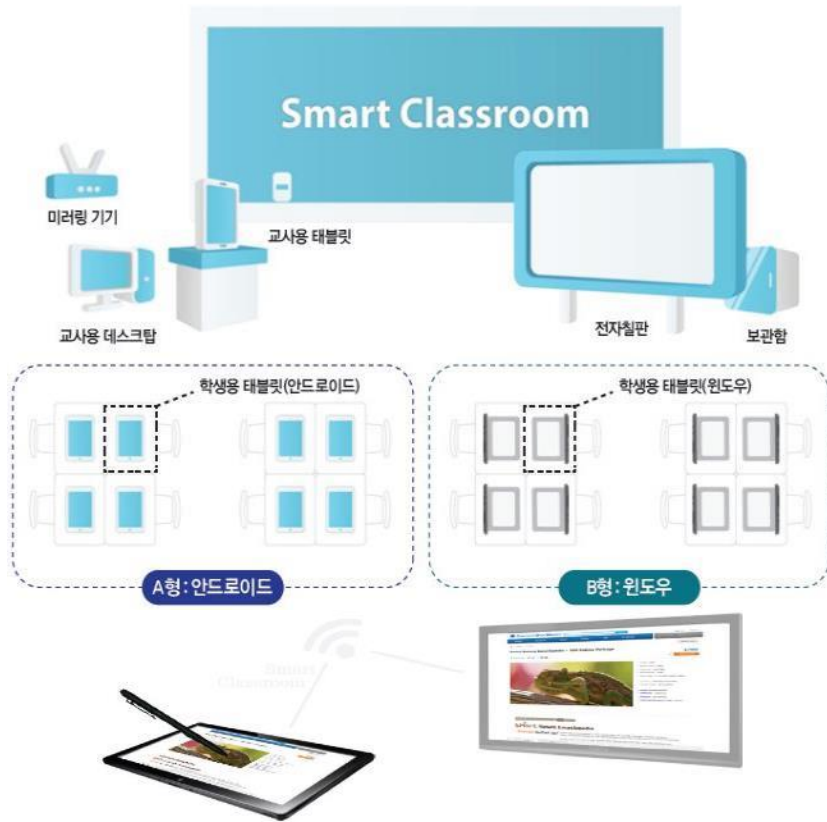 Smart Classroom
미러링 기기
교사용 태블릿
교사용 데스크탑
전자칠판
보관함
학생용 태블릿(안드로이드)
학생용 태블릿(윈도우)
A형:안드로이드
B형:윈도우
Smart
Classroom